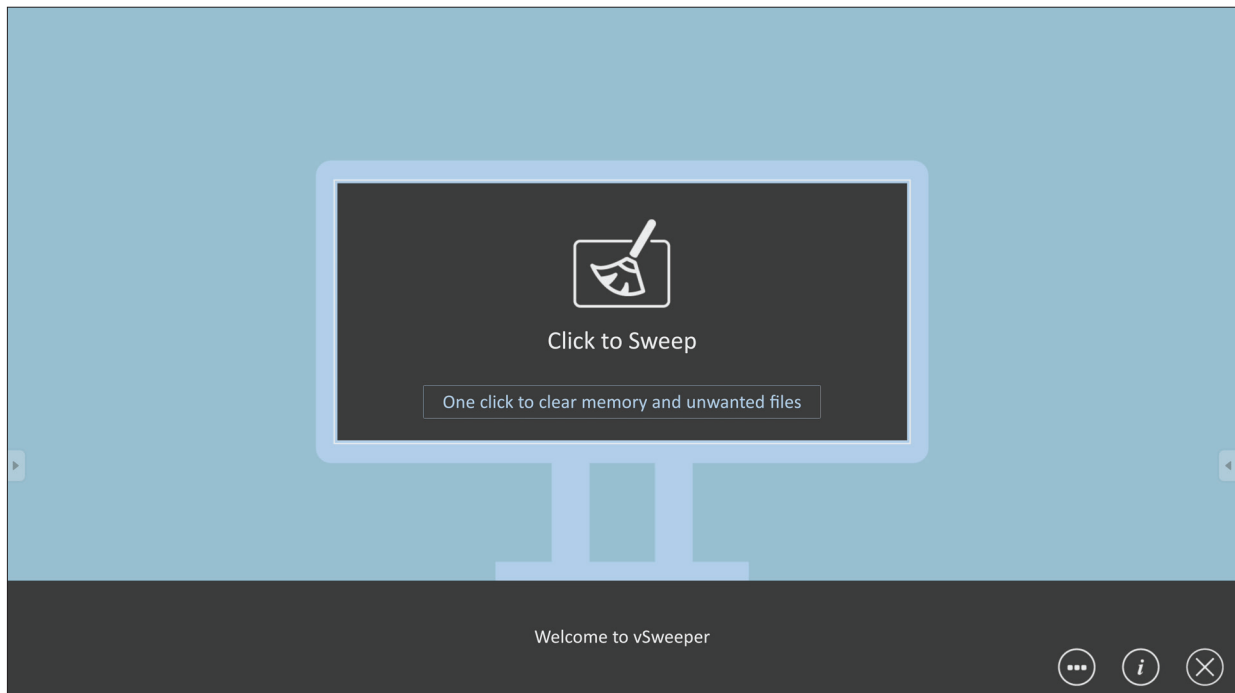 Click to Sweep
One click to clear memory and unwanted files
Welcome to vSweeper
i